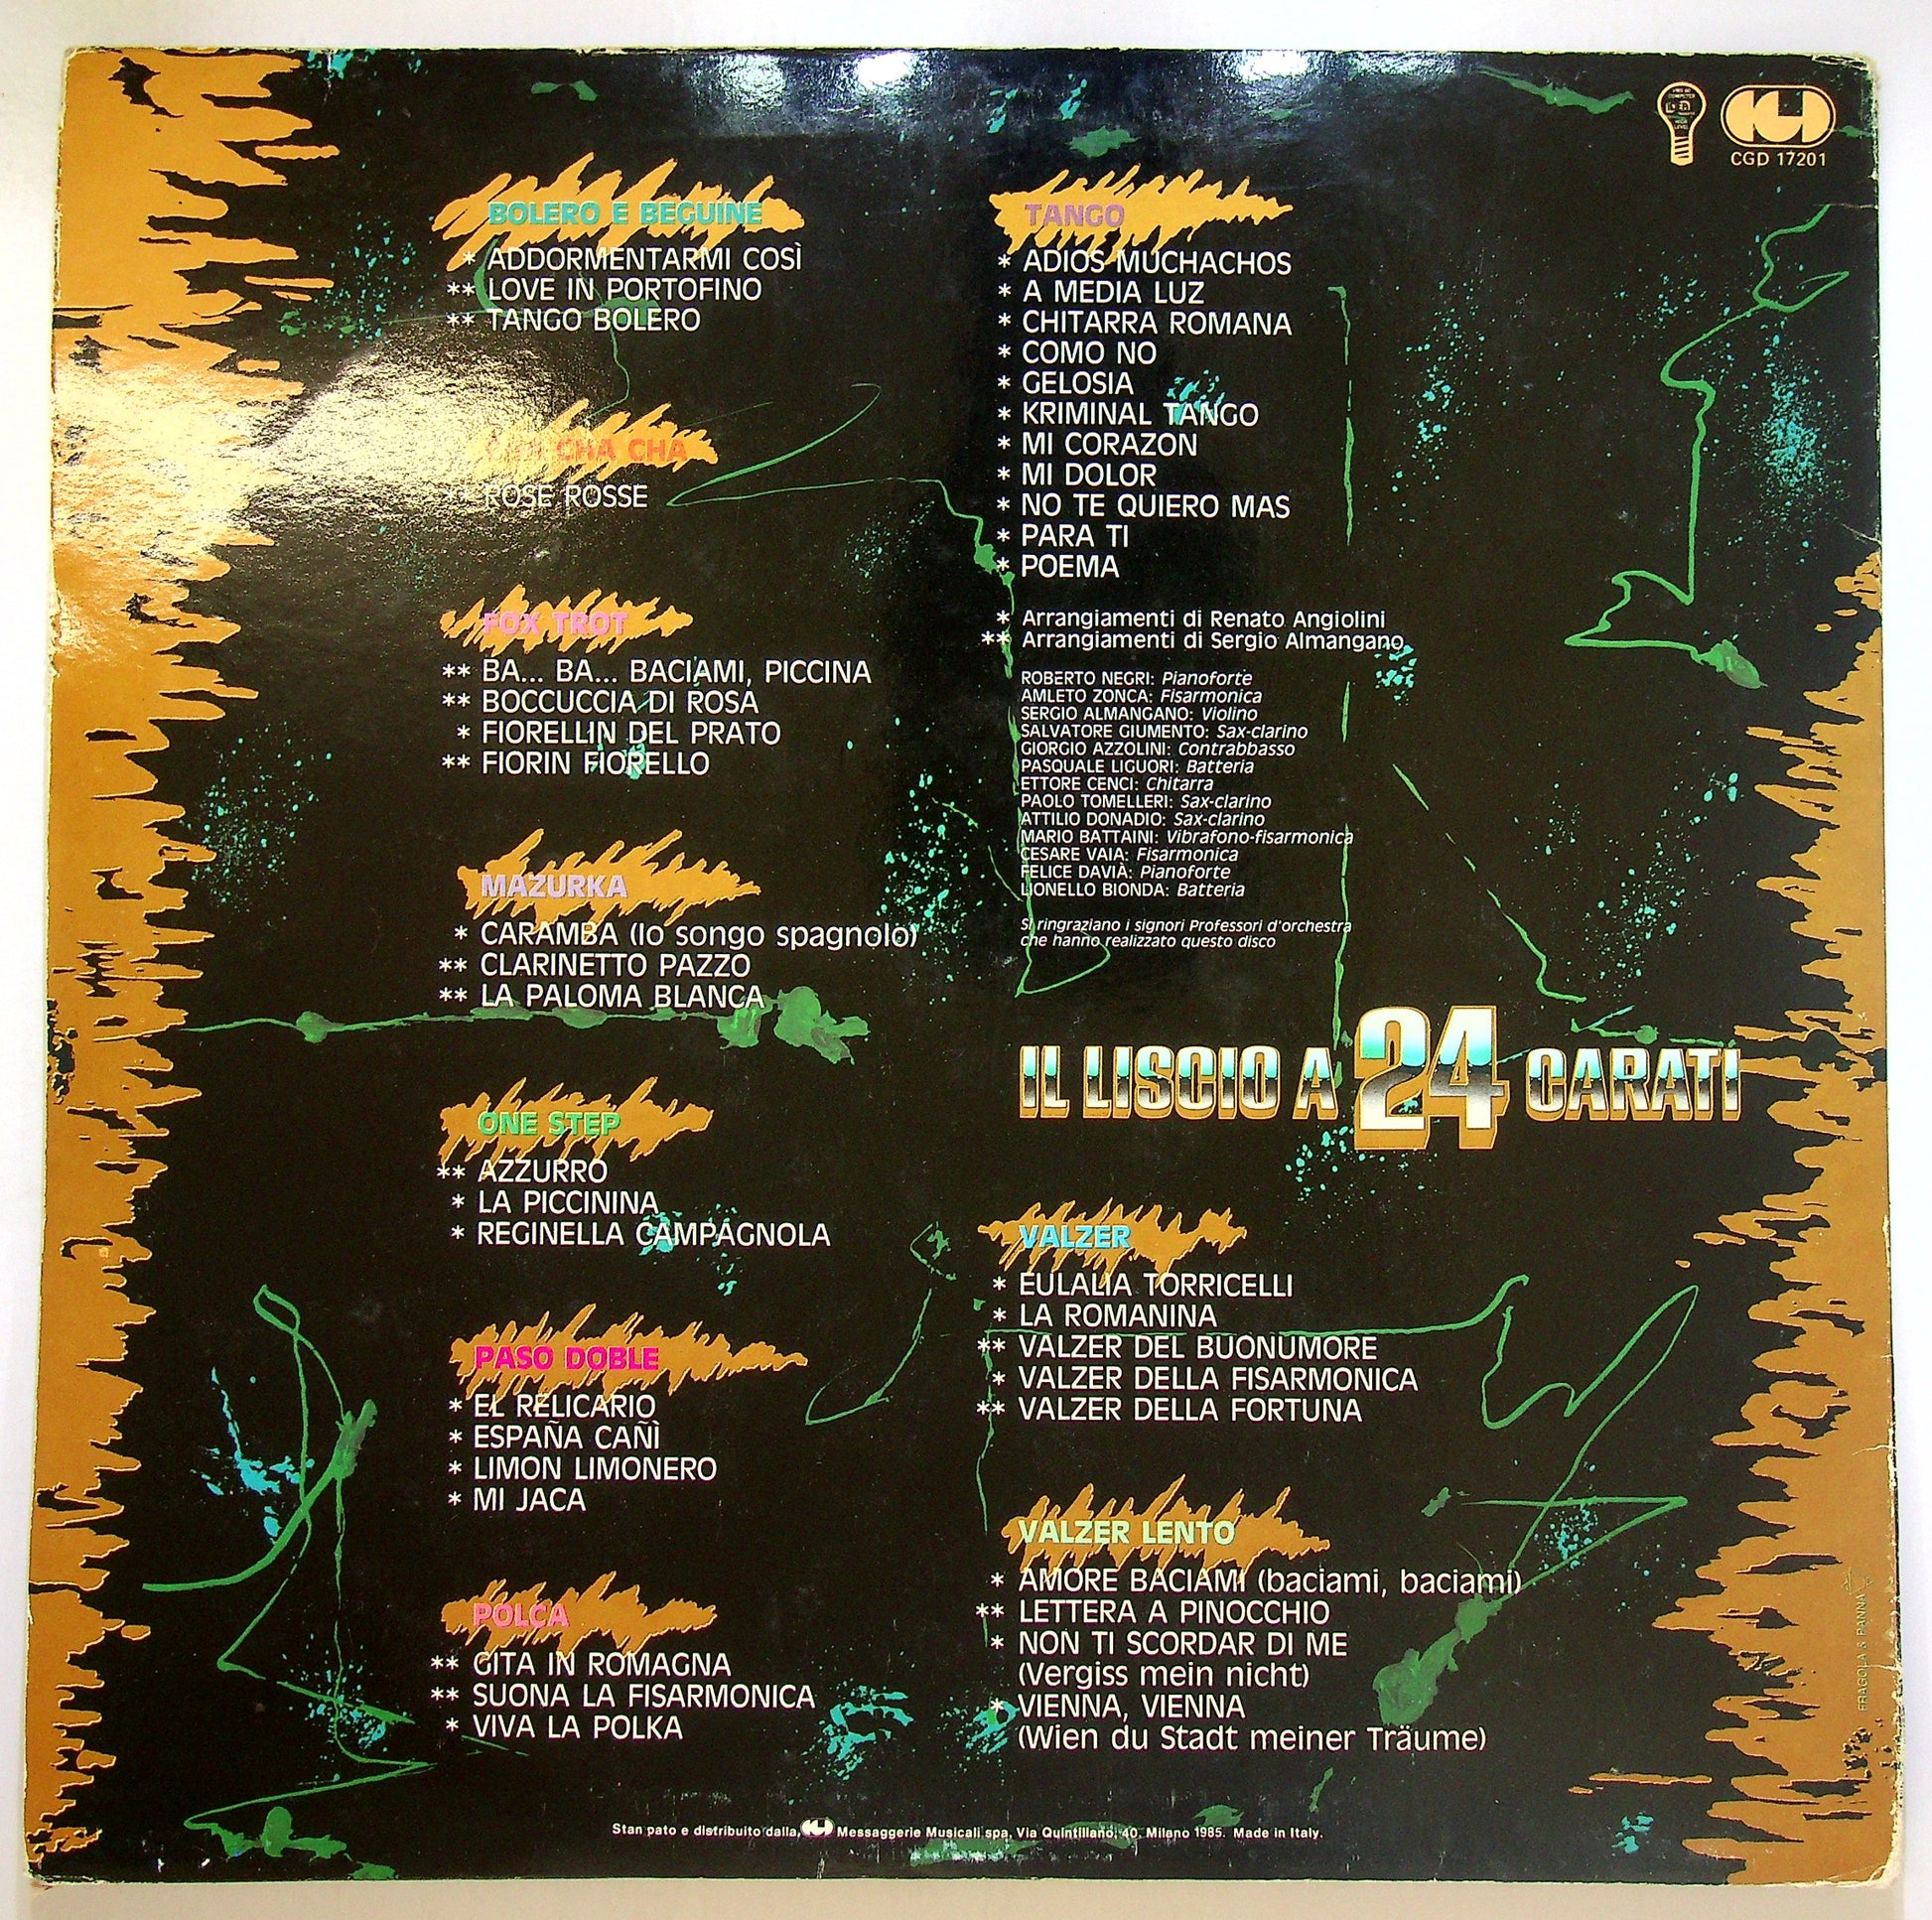 CGD 17201
BOLERO E BEGUINE
* ADDORMENTARMI COSÌ
** LOVE IN PORTOFINO
** TANGO BOLERO
CHA CHA CHA
** ROSE ROSSE
FOX TROT
** BA... BA... BACIAMI, PICCINA
** BOCCUCCIA DI ROSA
* FIORELLIN DEL PRATO
** FIORIN FIORELLO
MAZURKA
* CARAMBA (Io songo spagnolo)
** CLARINETTO PAZZO
** LA PALOMA BLANCA
ONE STEP
** AZZURRO
* LA PICCININA
* REGINELLA CAMPAGNOLA
PASO DOBLE
* EL RELICARIO
* ESPAÑA CAÑÌ
* LIMON LIMONERO
* MI JACA
POLCA
** GITA IN ROMAGNA
** SUONA LA FISARMONICA
* VIVA LA POLKA
TANGO
* ADIOS MUCHACHOS
* A MEDIA LUZ
* CHITARRA ROMANA
* COMO NO
* GELOSIA
* KRIMINAL TANGO
* MI CORAZON
* MI DOLOR
* NO TE QUIERO MAS
* PARA TI
* POEMA
* Arrangiamenti di Renato Angiolini
** Arrangiamenti di Sergio Almangano
ROBERTO NEGRI: Pianoforte
AMLETO ZONCA: Fisarmonica
SERGIO ALMANGANO: Violino
SALVATORE GIUMENTO: Sax-clarino
GIORGIO AZZOLINI: Contrabbasso
PASQUALE LIGUORI: Batteria
ETTORE CENCI: Chitarra
PAOLO TOMELLERI: Sax-clarino
ATTILIO DONADIO: Sax-clarino
MARIO BATTAINI: Vibrafono-fisarmonica
CESARE VAIA: Fisarmonica
FELICE DAVIÀ: Pianoforte
LIONELLO BIONDA: Batteria
Si ringraziano i signori Professori d'orchestra
che hanno realizzato questo disco
IL LISCIO A 24 CARATI
VALZER
* EULALIA TORRICELLI
* LA ROMANINA
** VALZER DEL BUONUMORE
* VALZER DELLA FISARMONICA
** VALZER DELLA FORTUNA
VALZER LENTO
* AMORE BACIAMI (baciami, baciami)
** LETTERA A PINOCCHIO
* NON TI SCORDAR DI ME
(Vergiss mein nicht)
* VIENNA, VIENNA
(Wien du Stadt meiner Träume)
FRAGOLA & PANNA
Stampato e distribuito dalla Messaggerie Musicali spa, Via Quintiliano, 40, Milano 1985. Made in Italy.